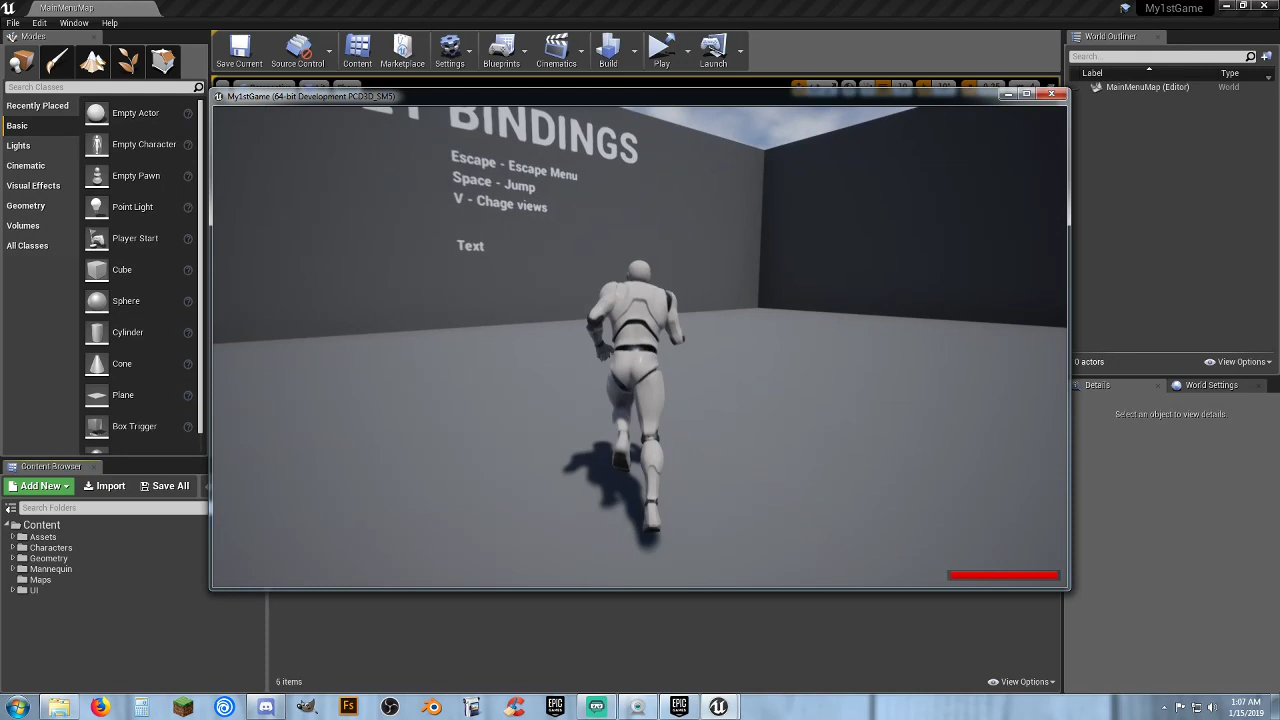 MainMenuMap
My1stGame
File Edit Window Help
Modes
World Outliner
Save Current Source Control Content Marketplace Settings Blueprints Cinematics Build Play Launch
Search Classes
Search...
Label Type
MainMenuMap (Editor) World
My1stGame (64-bit Development PCD3D_SM5)
Recently Placed
Basic
Lights
Cinematic
Visual Effects
Geometry
Volumes
All Classes
Empty Actor
Empty Character
Empty Pawn
Point Light
Player Start
Cube
Sphere
Cylinder
Cone
Plane
Box Trigger
BINDINGS
Escape - Escape Menu
Space - Jump
V - Chage views
Text
0 actors View Options
Details World Settings
Select an object to view details.
Content Browser
Add New Import Save All
Search Folders
Content
Assets
Characters
Geometry
Mannequin
Maps
UI
6 items View Options
Fs
EPIC GAMES
EPIC GAMES
1:07 AM
1/15/2019